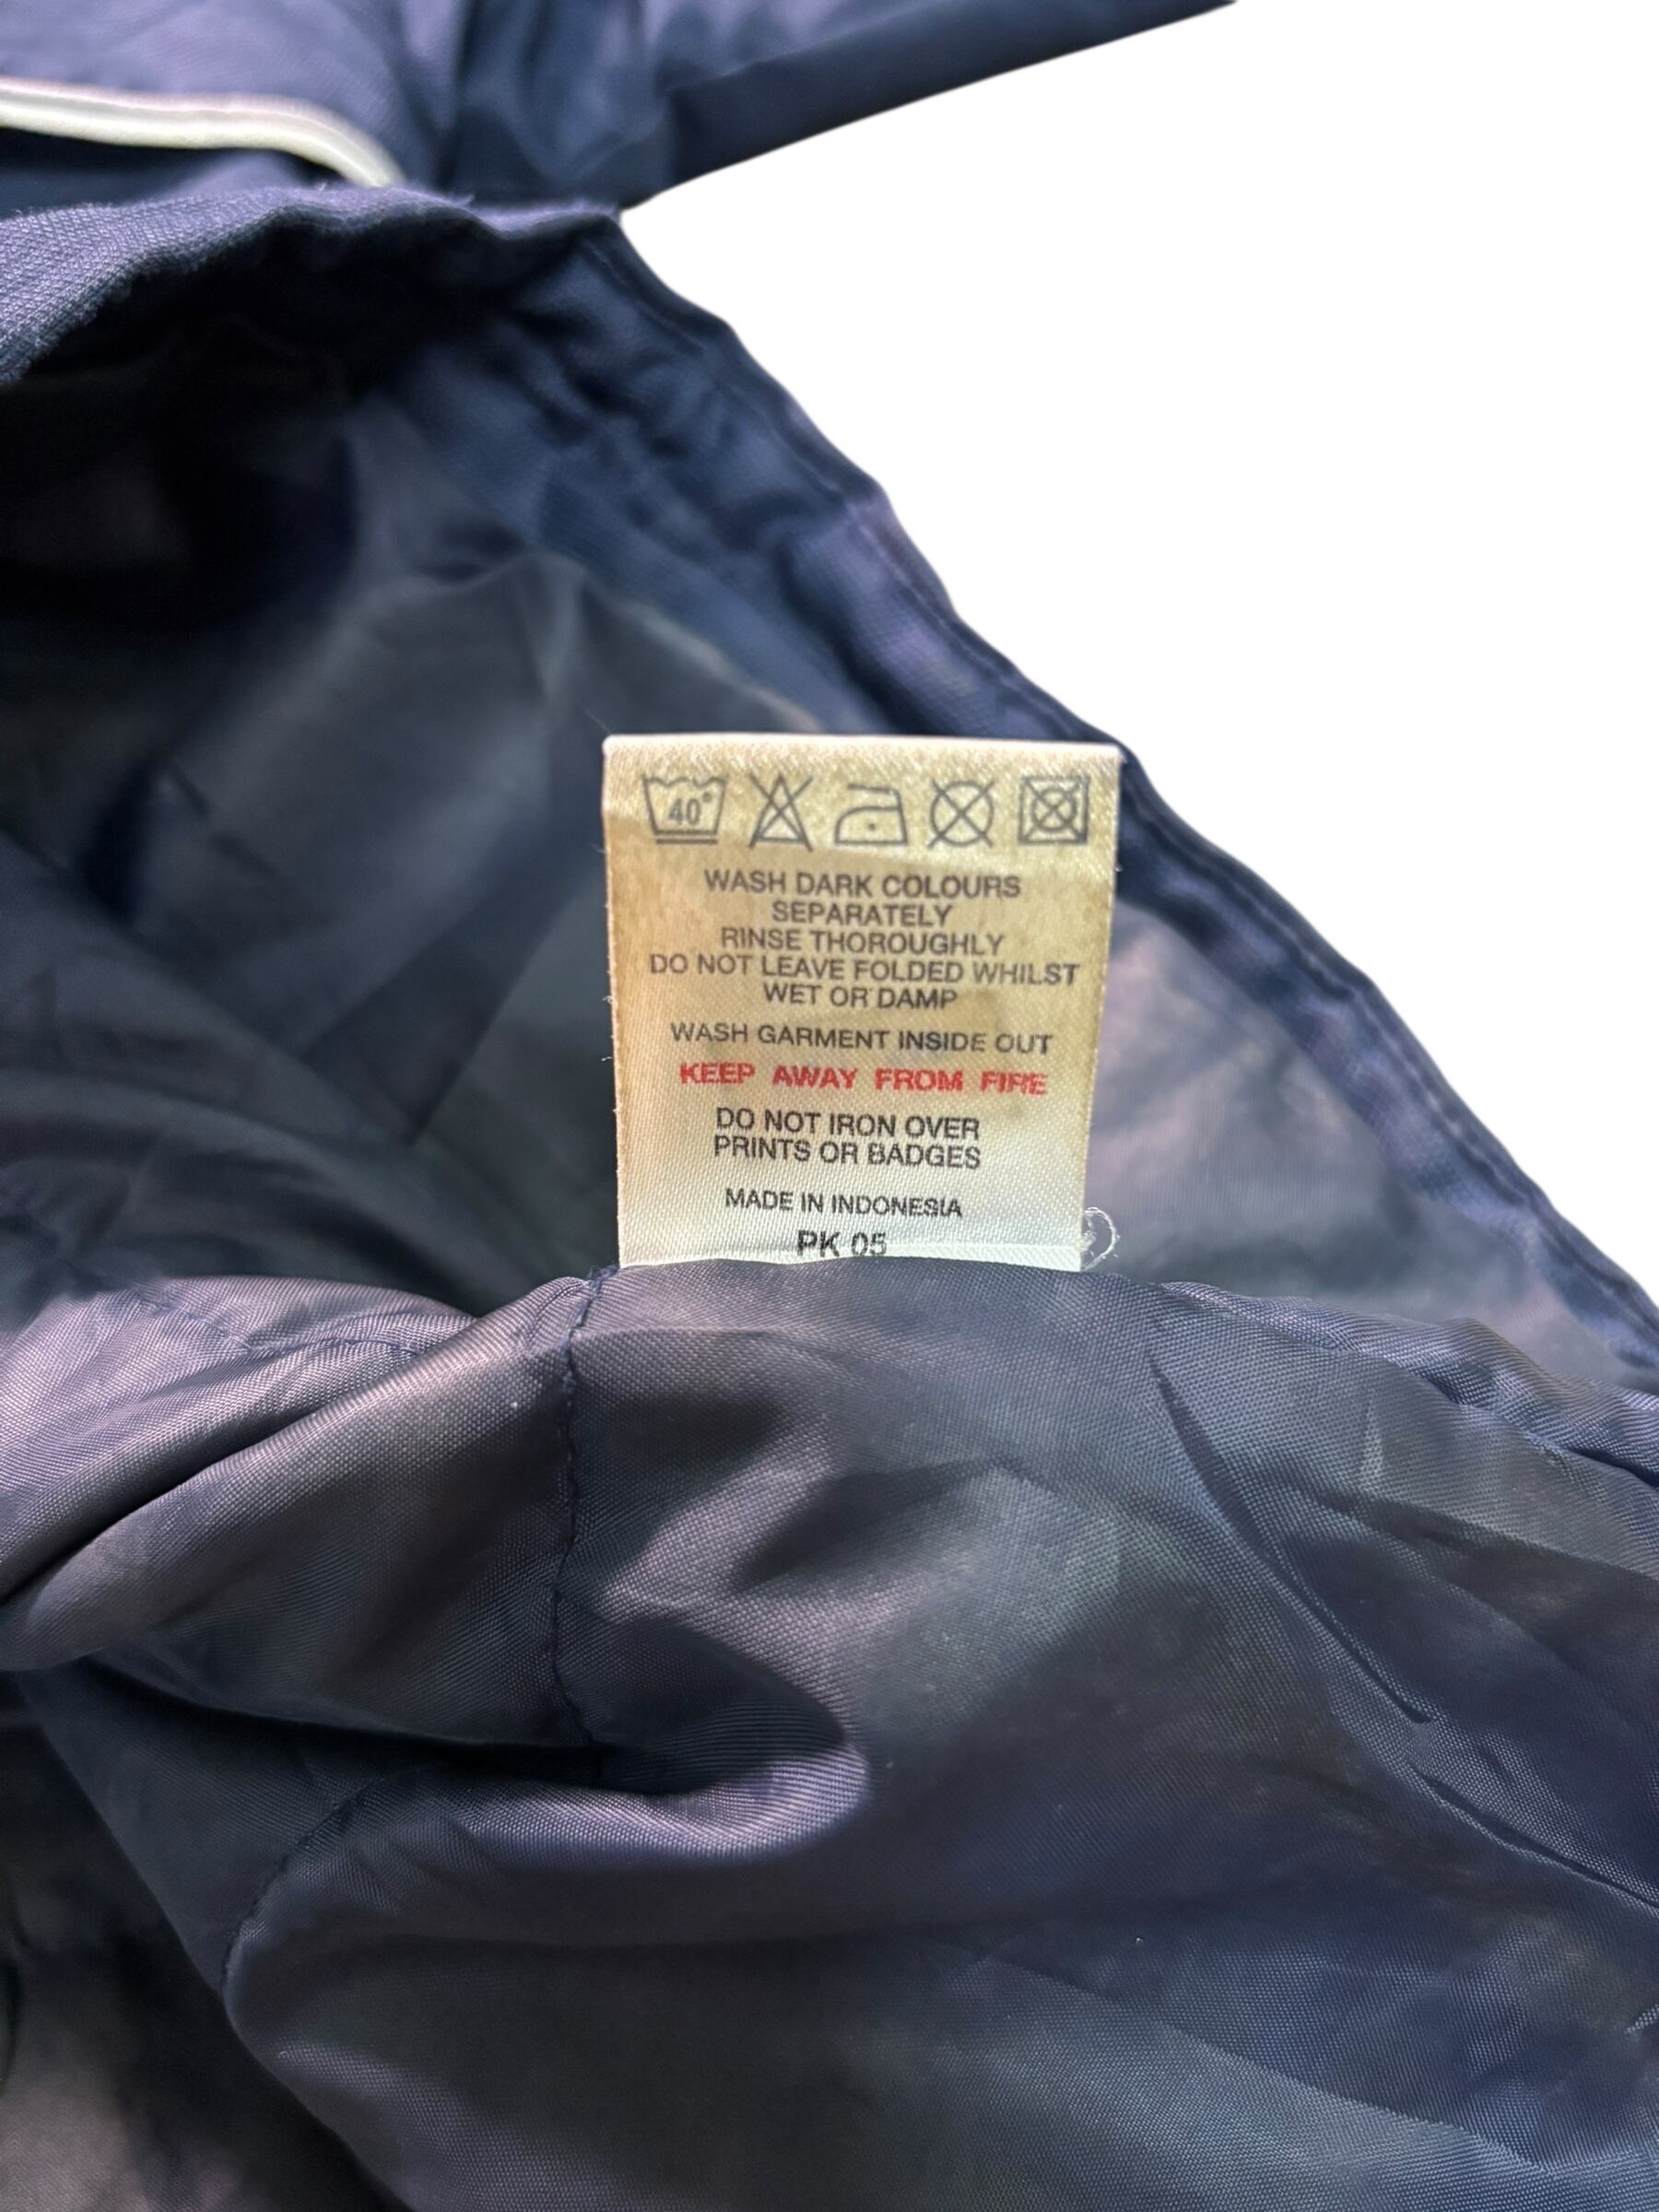 40°
WASH DARK COLOURS
SEPARATELY
RINSE THOROUGHLY
DO NOT LEAVE FOLDED WHILST
WET OR DAMP
WASH GARMENT INSIDE OUT
KEEP AWAY FROM FIRE
DO NOT IRON OVER
PRINTS OR BADGES
MADE IN INDONESIA
PK 05